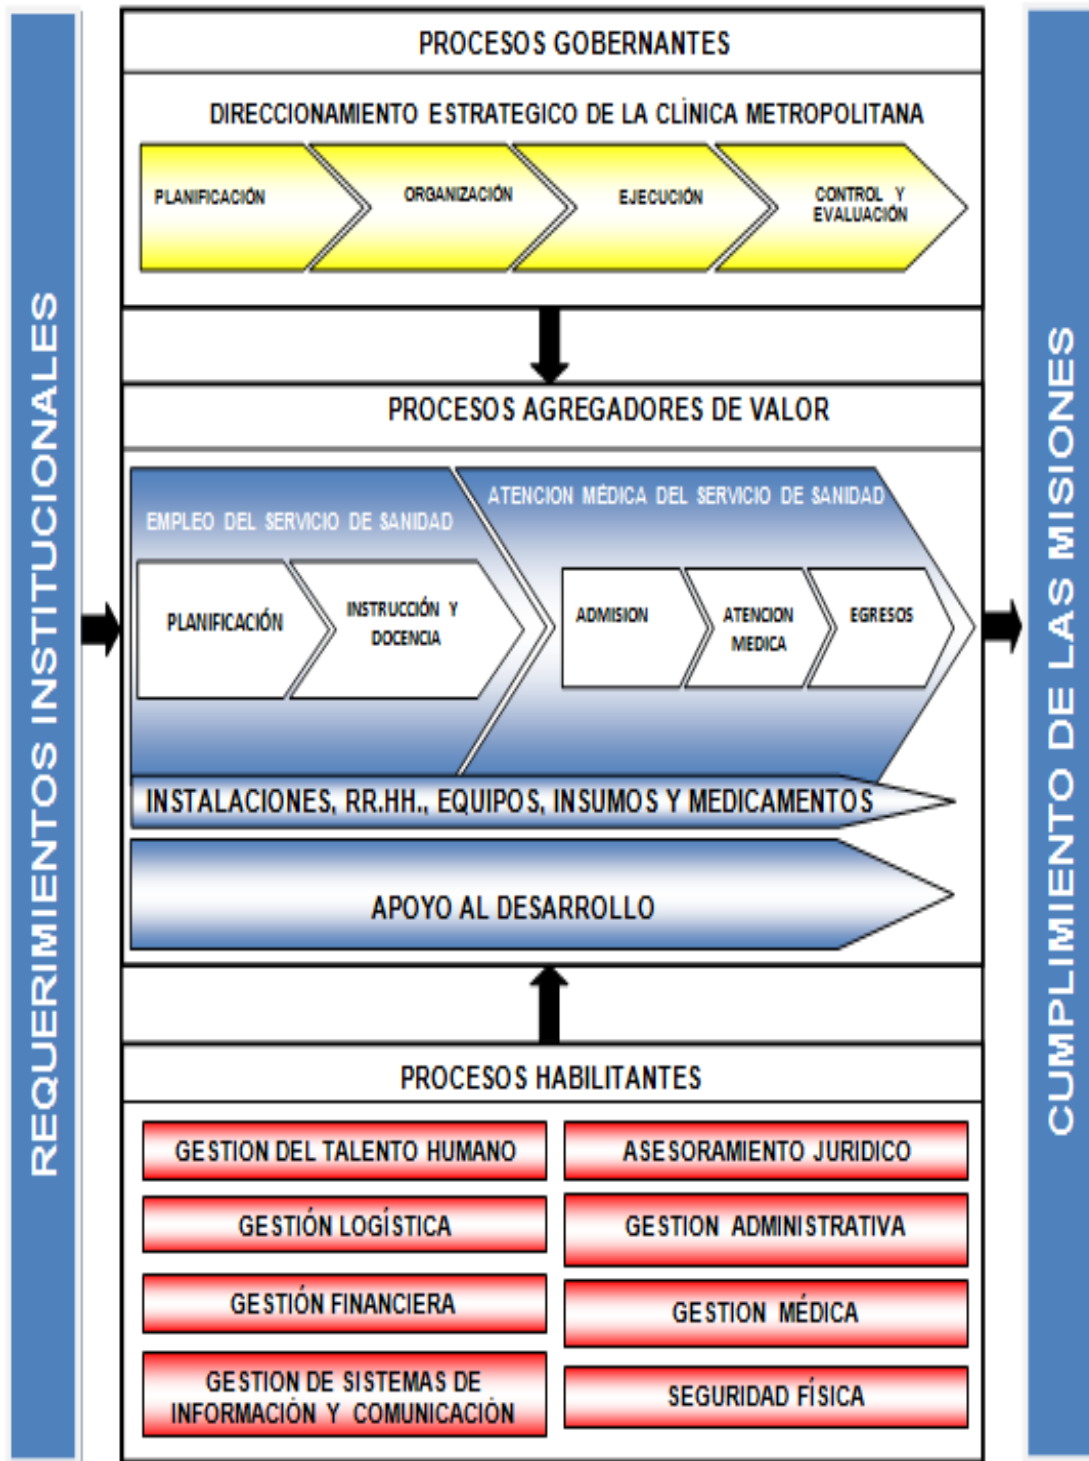 REQUERIMIENTOS INSTITUCIONALES
PROCESOS GOBERNANTES
DIRECCIONAMIENTO ESTRATEGICO DE LA CLÍNICA METROPOLITANA
PLANIFICACIÓN
ORGANIZACIÓN
EJECUCIÓN
CONTROL Y
EVALUACIÓN
PROCESOS AGREGADORES DE VALOR
EMPLEO DEL SERVICIO DE SANIDAD
PLANIFICACIÓN
INSTRUCCIÓN Y
DOCENCIA
ATENCION MÉDICA DEL SERVICIO DE SANIDAD
ADMISION
ATENCION
MEDICA
EGRESOS
INSTALACIONES, RR.HH., EQUIPOS, INSUMOS Y MEDICAMENTOS
APOYO AL DESARROLLO
PROCESOS HABILITANTES
GESTION DEL TALENTO HUMANO
ASESORAMIENTO JURIDICO
GESTIÓN LOGÍSTICA
GESTION ADMINISTRATIVA
GESTIÓN FINANCIERA
GESTION MÉDICA
GESTION DE SISTEMAS DE
INFORMACIÓN Y COMUNICACIÓN
SEGURIDAD FÍSICA
CUMPLIMIENTO DE LAS MISIONES